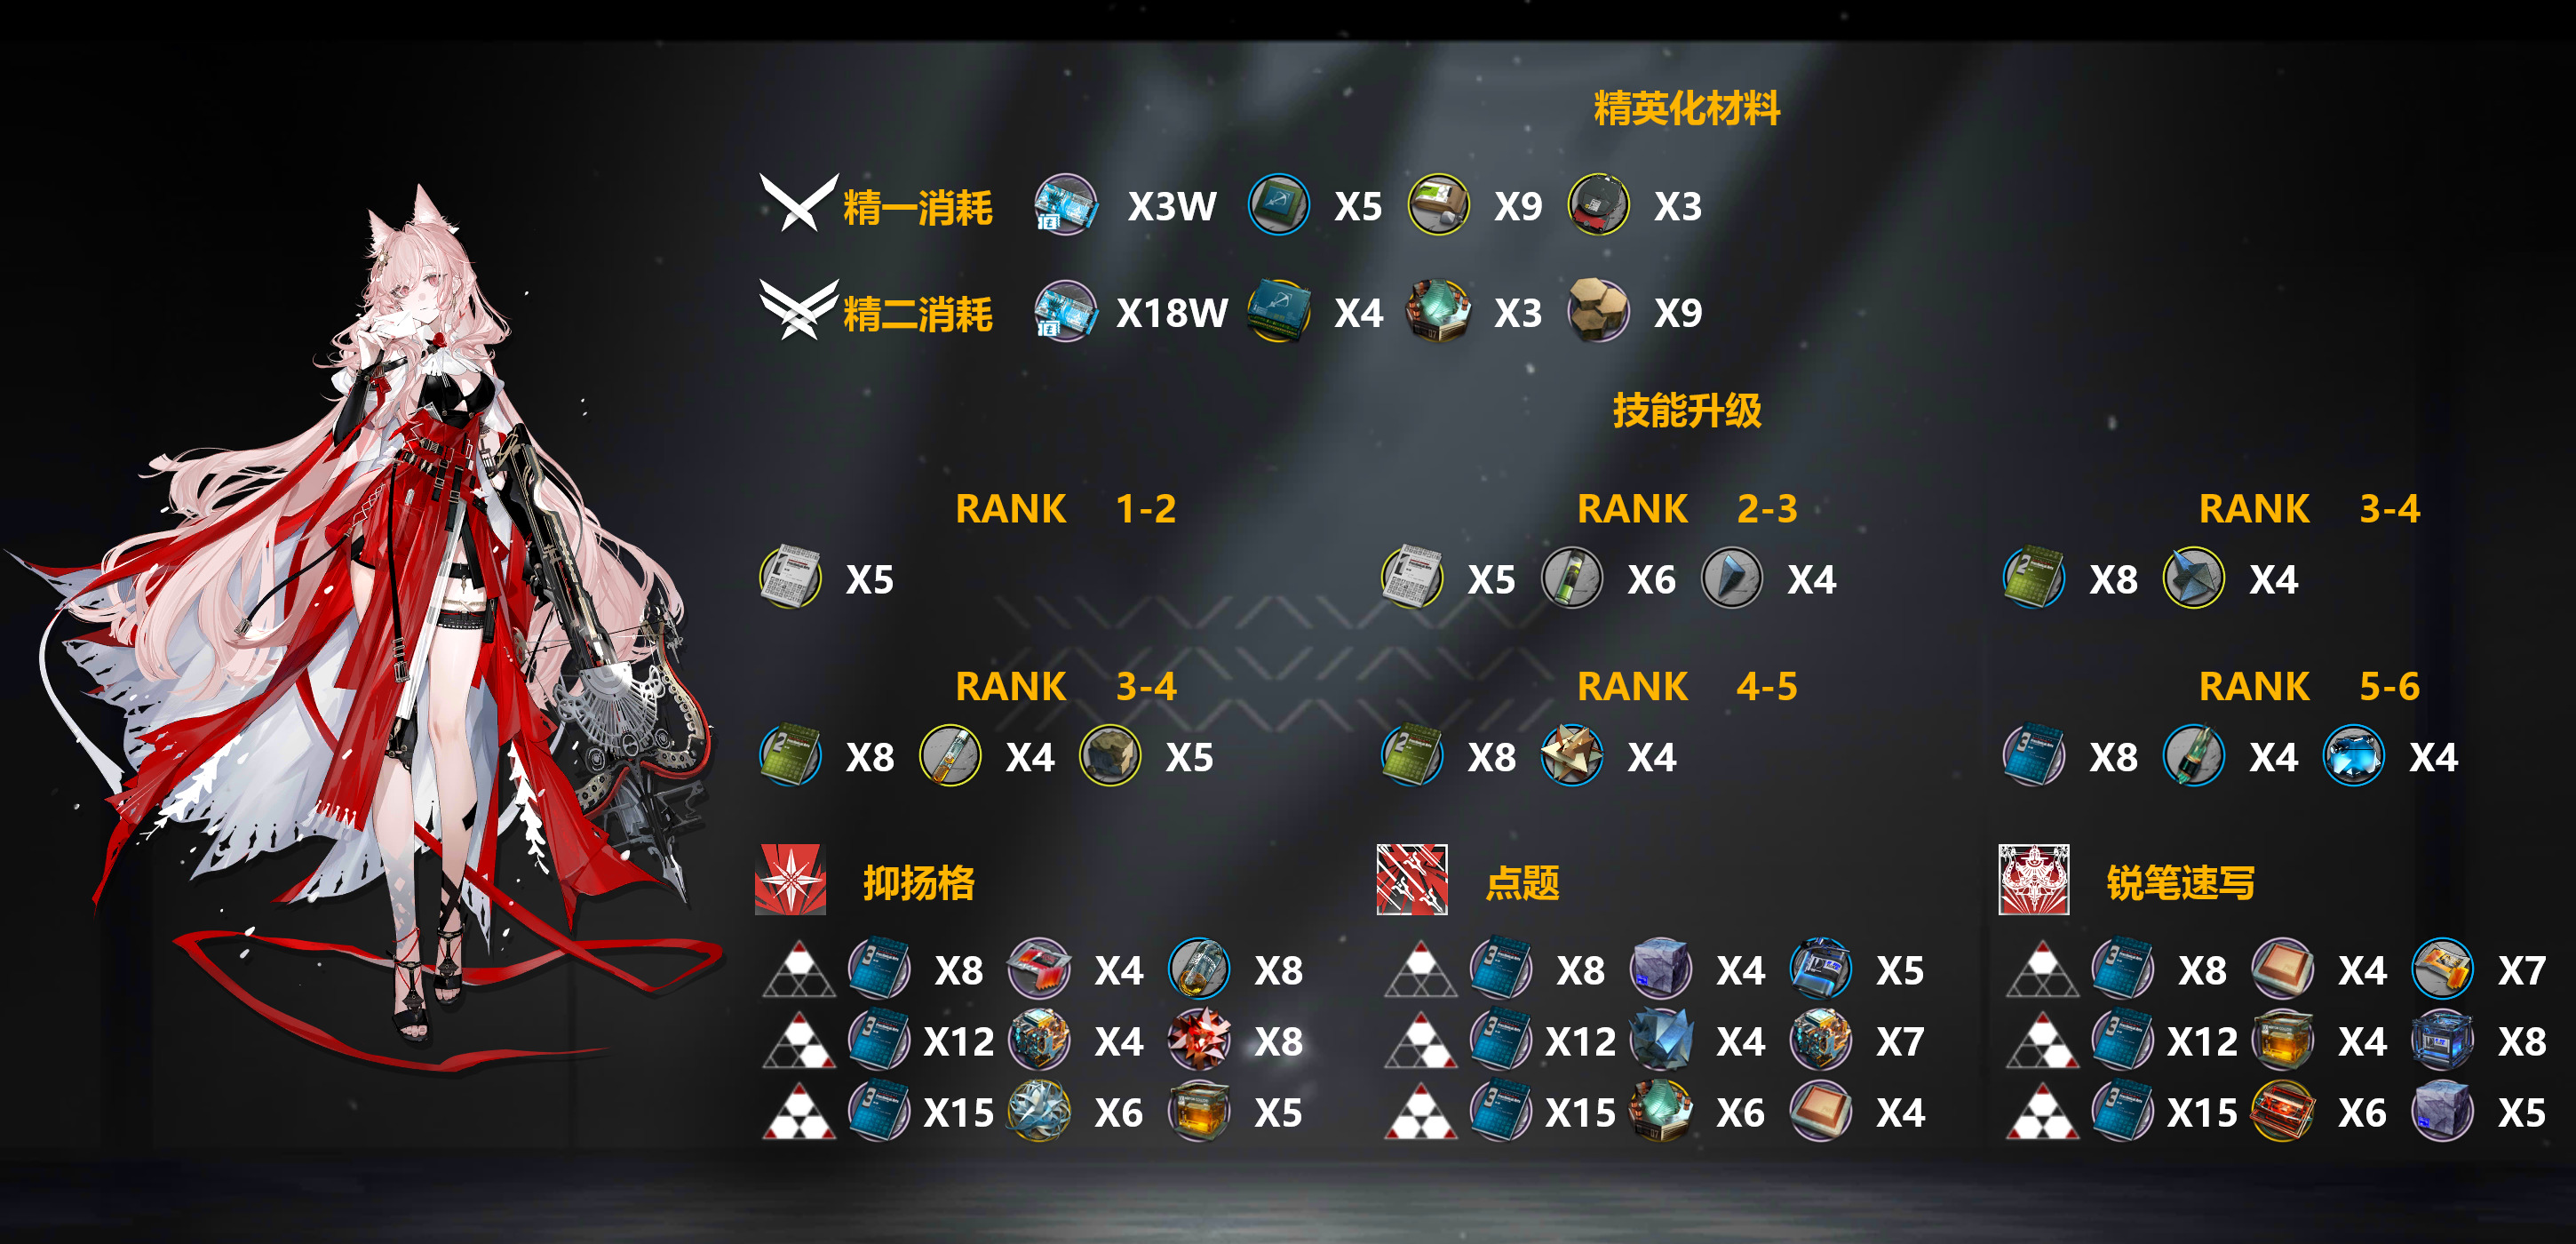 精英化材料
精一消耗 X3W X5 X9 X3
精二消耗 X18W X4 X3 X9
技能升级
RANK 1-2 RANK 2-3 RANK 3-4
X5 X5 X6 X4 X8 X4
RANK 3-4 RANK 4-5 RANK 5-6
X8 X4 X5 X8 X4 X8 X4 X4
抑扬格 点题 锐笔速写
X8 X4 X8 X8 X4 X5 X8 X4 X7
X12 X4 X8 X12 X4 X7 X12 X4 X8
X15 X6 X5 X15 X6 X4 X15 X6 X5